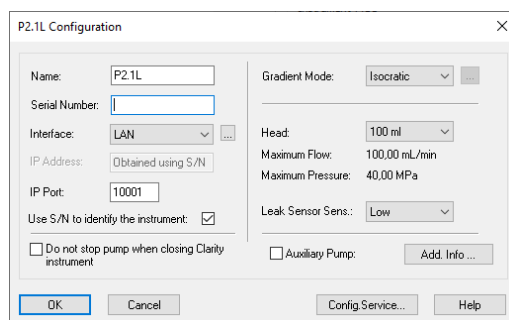 P2.1L Configuration
Name: P2.1L
Serial Number:
Interface: LAN ...
IP Address: Obtained using S/N
IP Port: 10001
Use S/N to identify the instrument:
Do not stop pump when closing Clarity
instrument
Gradient Mode: Isocratic ...
Head: 100 ml
Maximum Flow: 100,00 mL/min
Maximum Pressure: 40,00 MPa
Leak Sensor Sens.: Low
Auxiliary Pump: Add. Info ...
OK Cancel Config.Service... Help